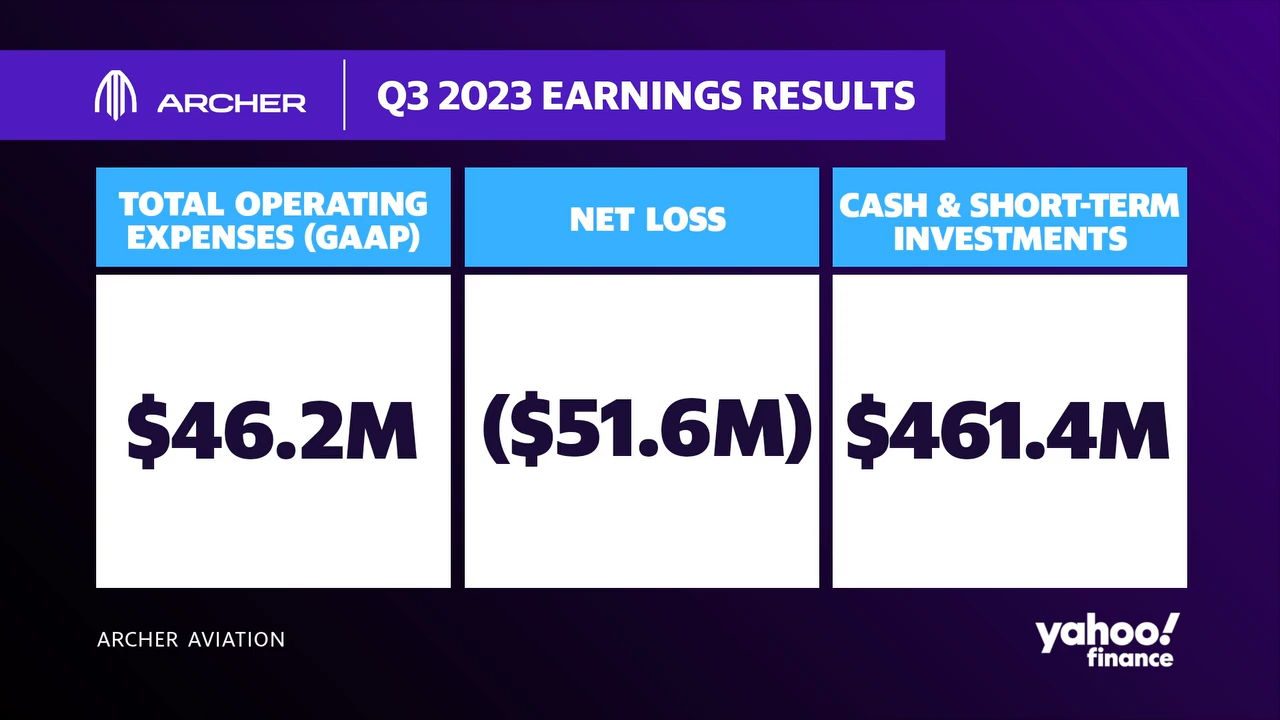 ARCHER
Q3 2023 EARNINGS RESULTS
TOTAL OPERATING
EXPENSES (GAAP)
$46.2M
NET LOSS
($51.6M)
CASH & SHORT-TERM
INVESTMENTS
$461.4M
ARCHER AVIATION
yahoo!
finance